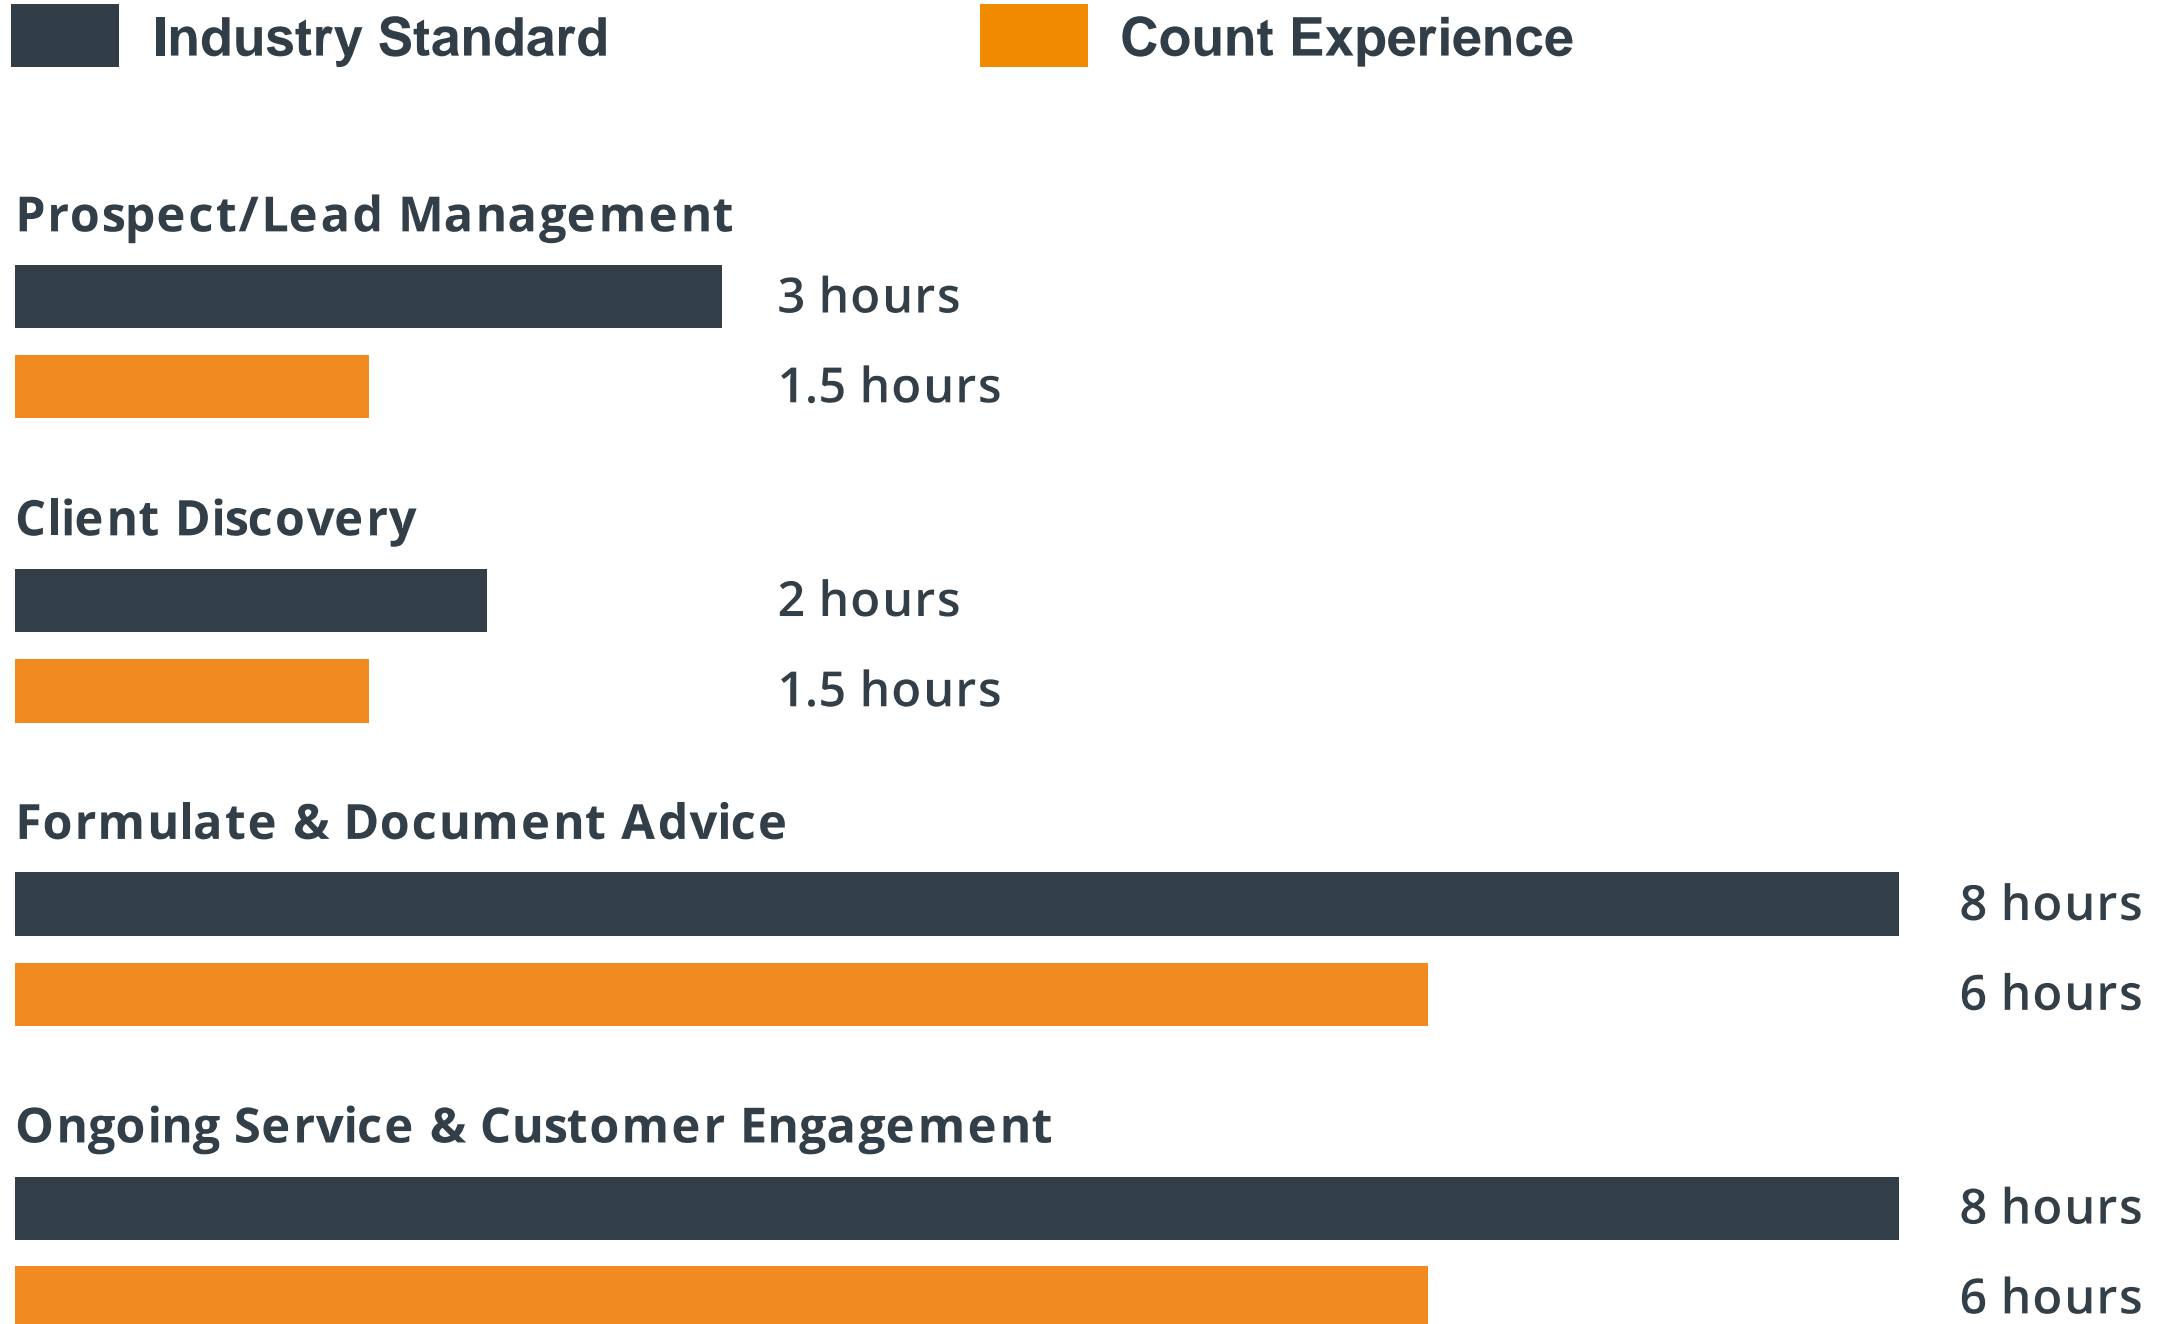 Industry Standard
Count Experience
Prospect/Lead Management
3 hours
1.5 hours
Client Discovery
2 hours
1.5 hours
Formulate & Document Advice
8 hours
6 hours
Ongoing Service & Customer Engagement
8 hours
6 hours